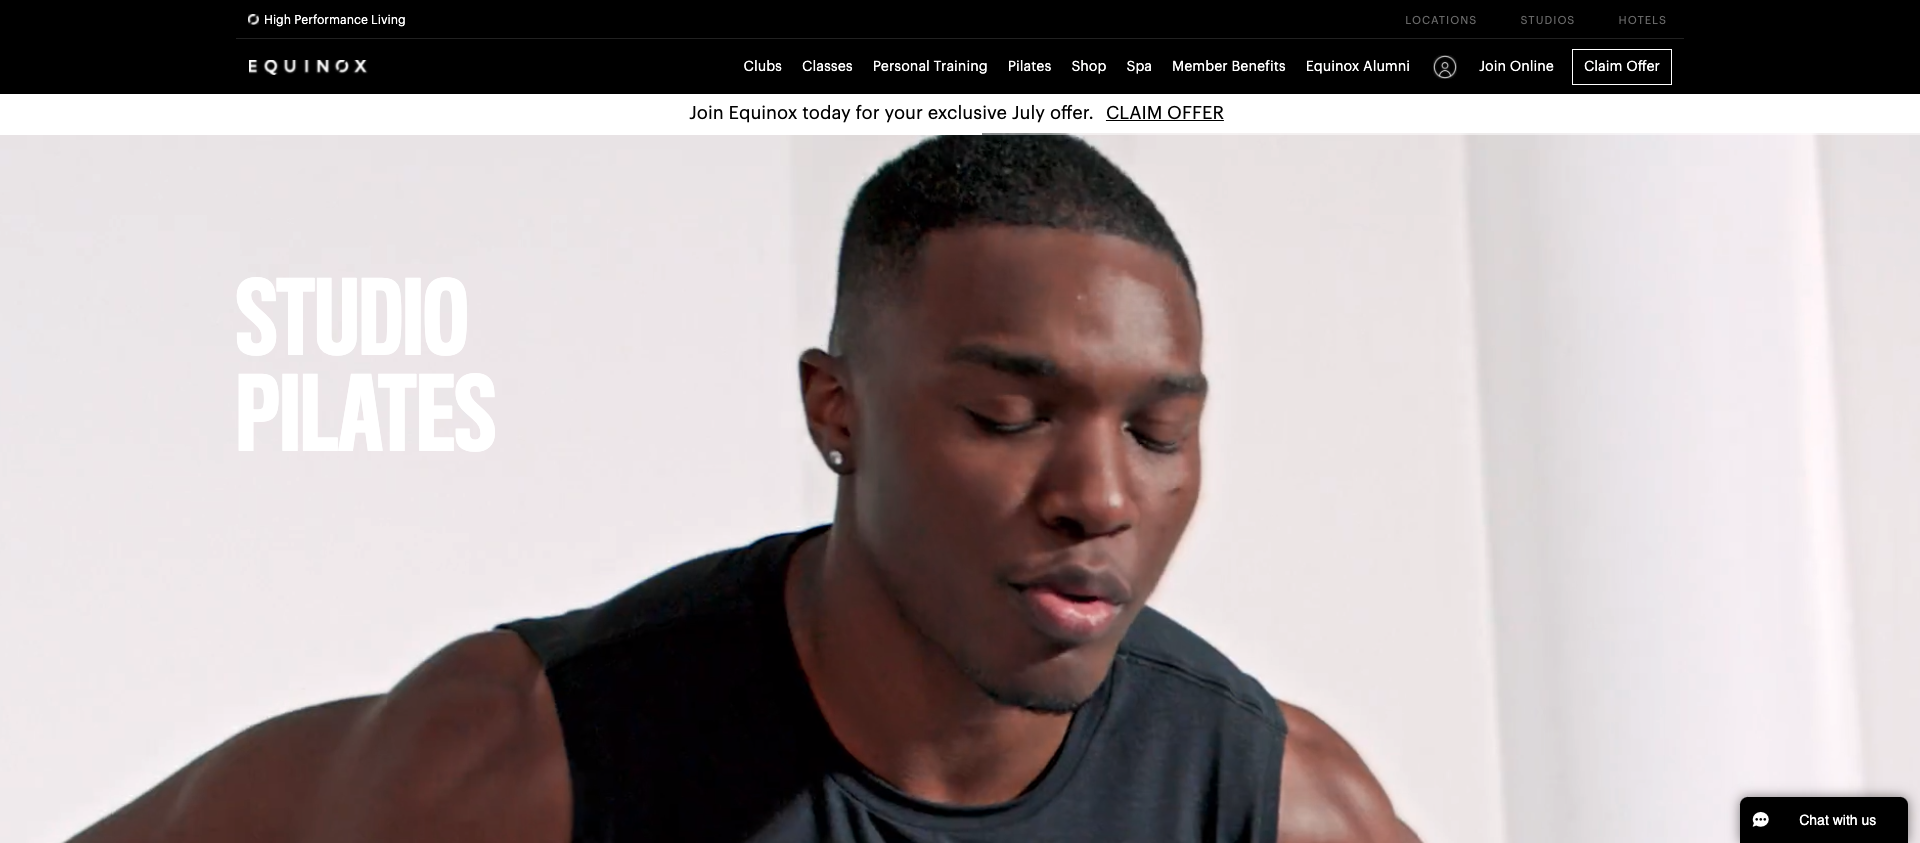 High Performance Living
LOCATIONS STUDIOS HOTELS
EQUINOX
Clubs Classes Personal Training Pilates Shop Spa Member Benefits Equinox Alumni Join Online Claim Offer
Join Equinox today for your exclusive July offer. CLAIM OFFER
STUDIO
PILATES
Chat with us